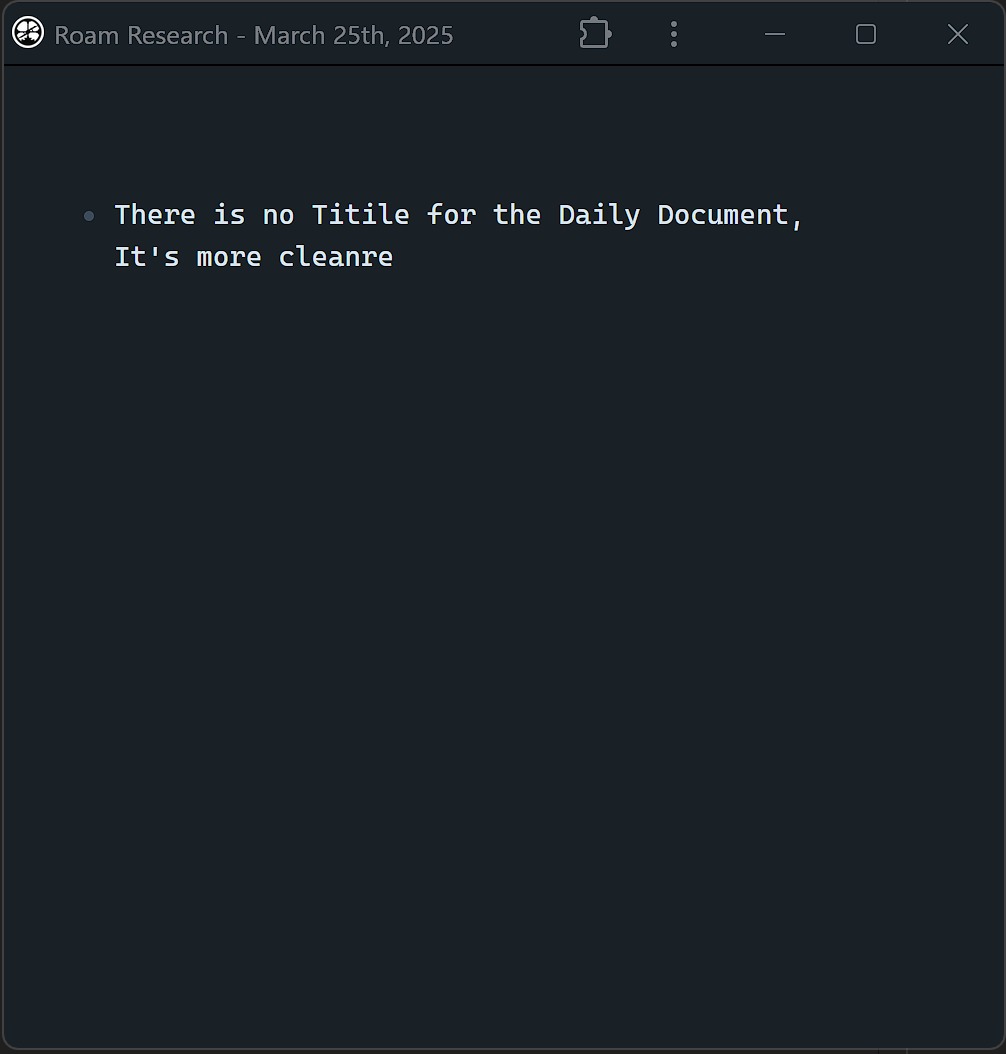 Roam Research - March 25th, 2025
There is no Titile for the Daily Document,
It's more cleanre